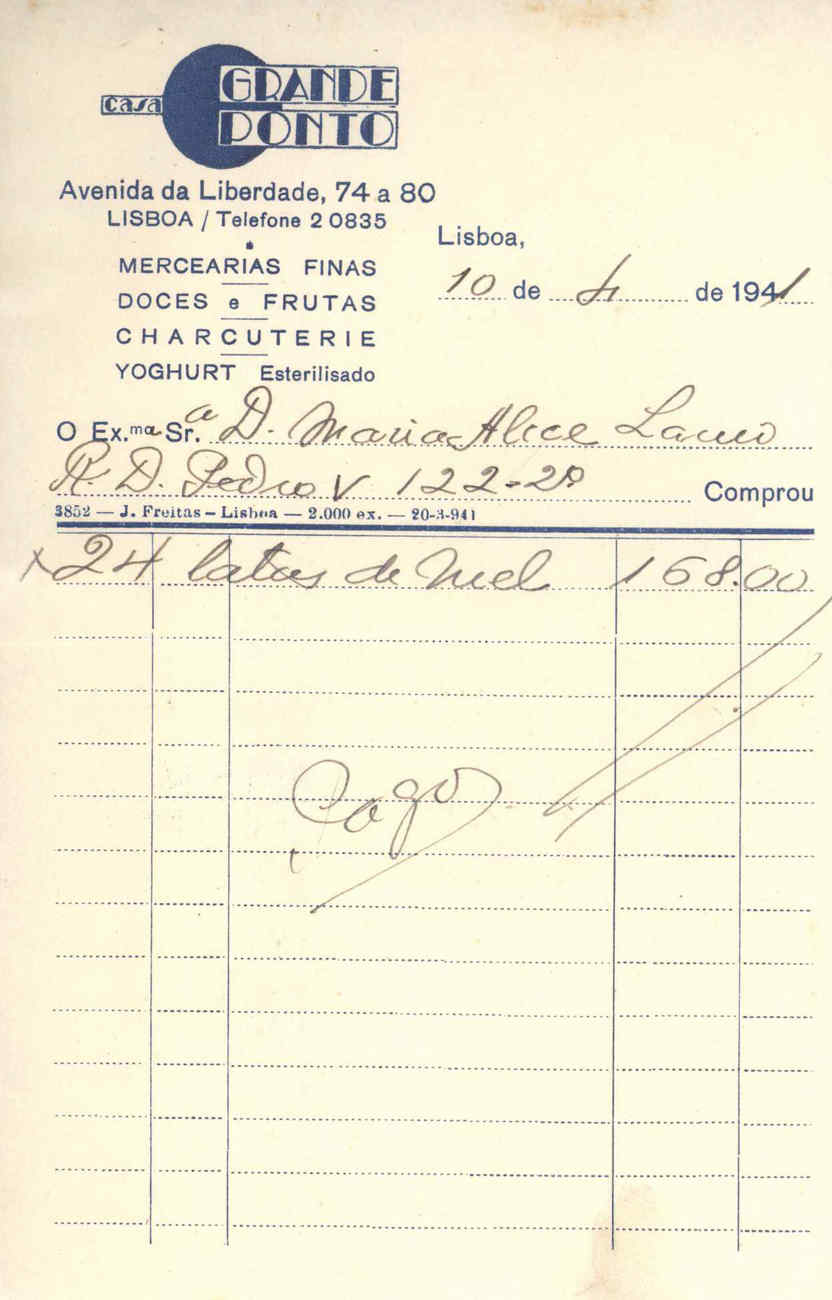 casa GRANDE PONTO
Avenida da Liberdade, 74 a 80
LISBOA / Telefone 2 0835
MERCEARIAS FINAS
DOCES e FRUTAS
CHARCUTERIE
YOGHURT Esterilisado
Lisboa,
10 de 4 de 1941
O Ex.ma Sr.a D. Maria Alice
R. D. Pedro V 122-2º Comprou
3852 — J. Freitas — Lisboa — 2.000 ex. — 20-3-941
x 24 latas de Mel 168.00
Pago